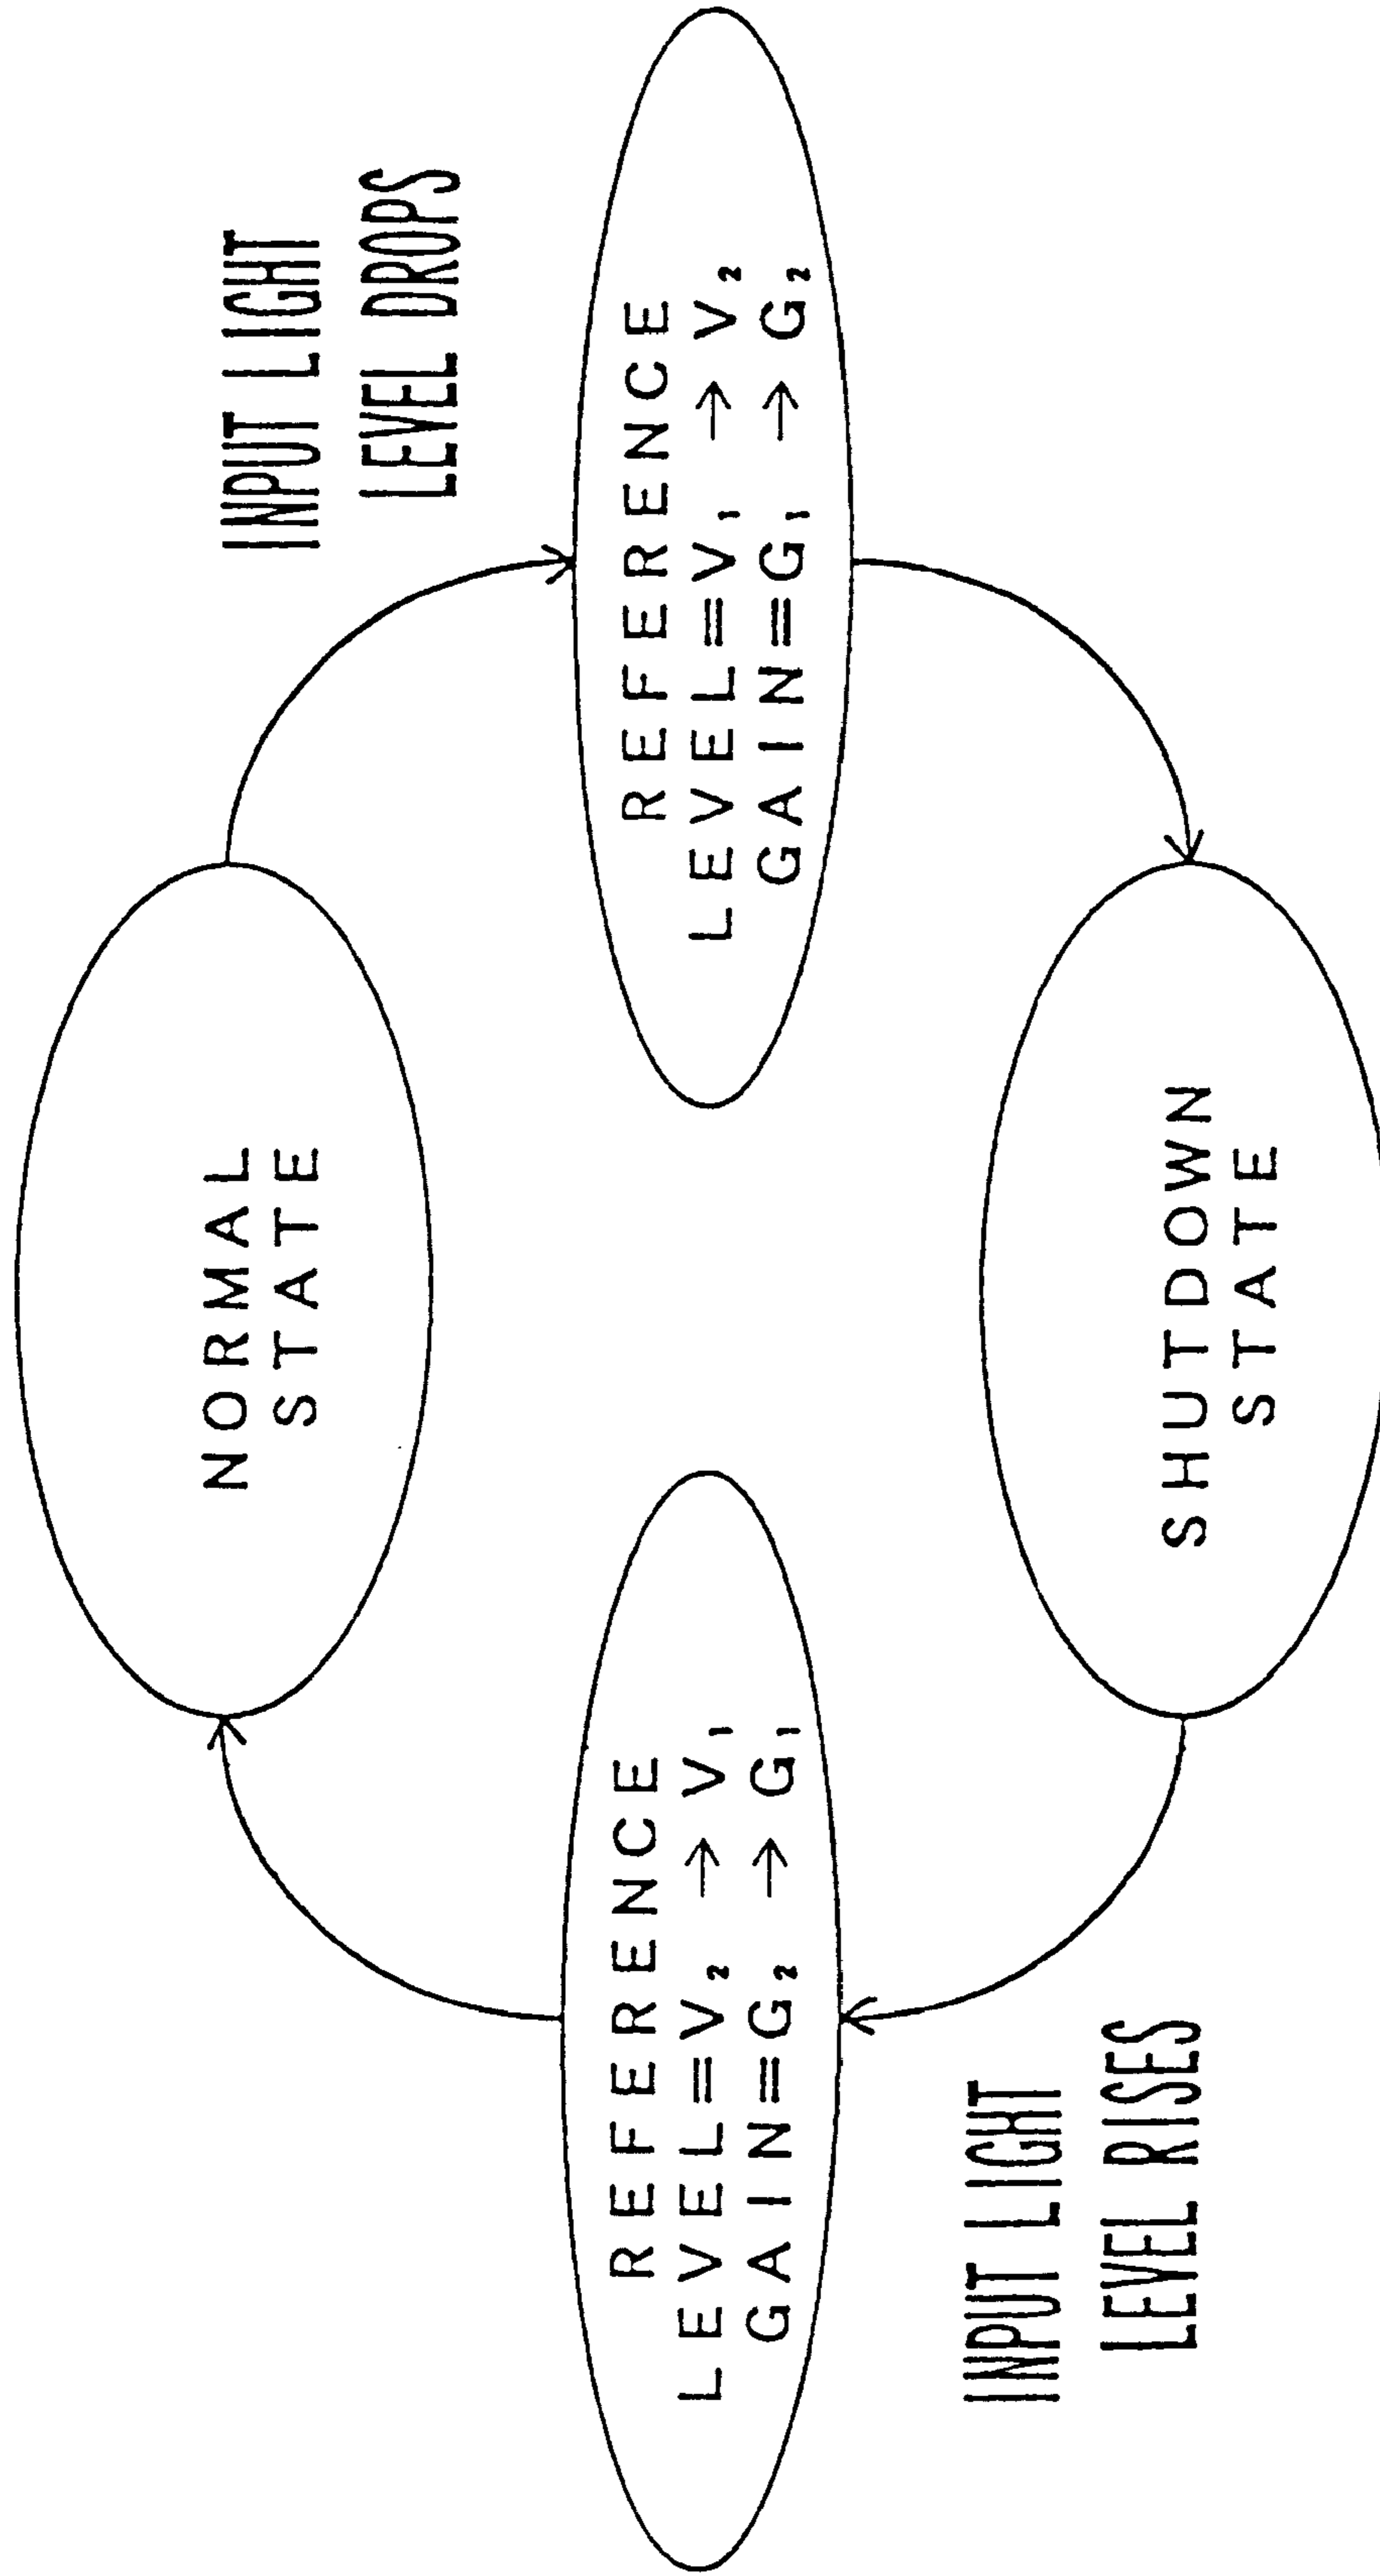 NORMAL
STATE
INPUT LIGHT
LEVEL DROPS
REFERENCE
LEVEL=V₂ → V₁
GAIN=G₂ → G₁
REFERENCE
LEVEL=V₁ → V₂
GAIN=G₁ → G₂
INPUT LIGHT
LEVEL RISES
SHUTDOWN
STATE